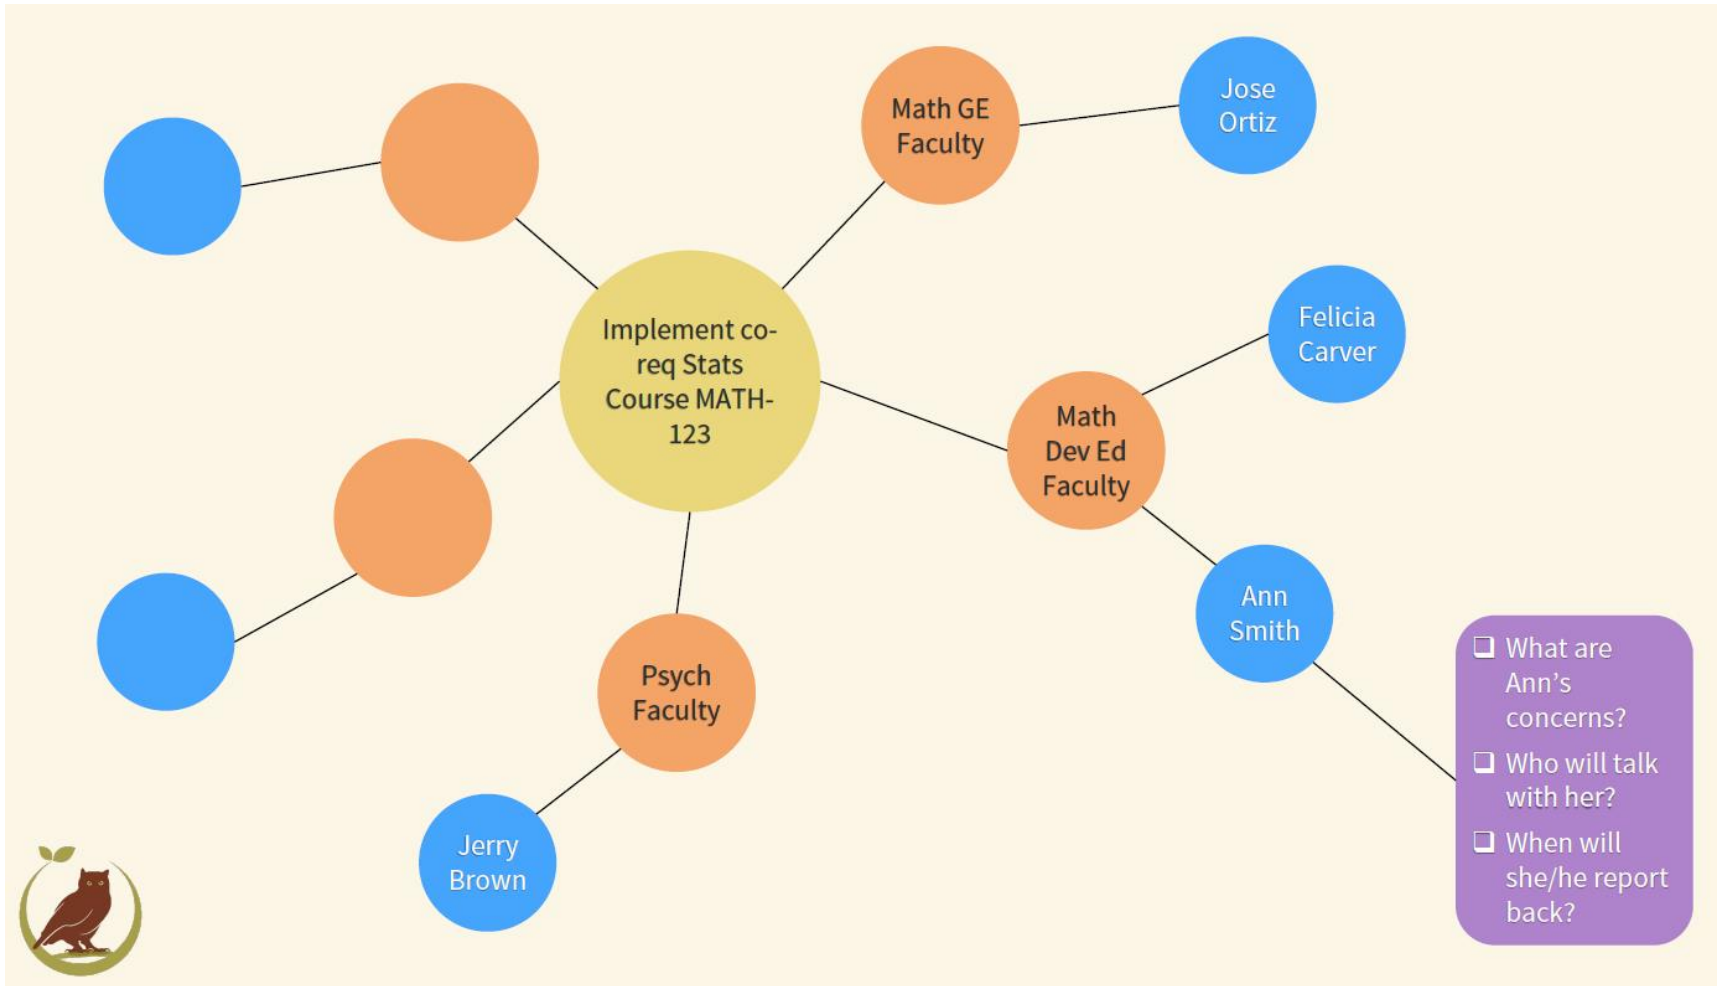 Math GE
Faculty
Jose
Ortiz
Implement co-
req Stats
Course MATH-
123
Felicia
Carver
Math
Dev Ed
Faculty
Ann
Smith
Psych
Faculty
Jerry
Brown
❑ What are
Ann’s
concerns?
❑ Who will talk
with her?
❑ When will
she/he report
back?